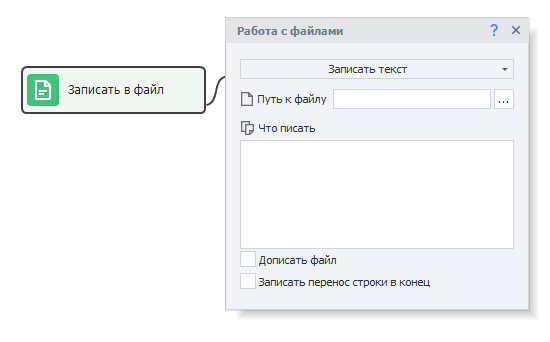 Работа с файлами
?
Записать текст
Записать в файл
Путь к файлу
...
Что писать
Дописать файл
Записать перенос строки в конец